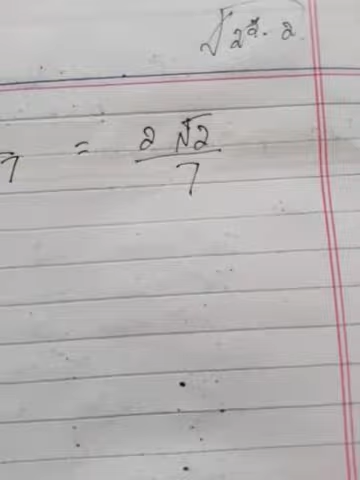 √2². 2
7 = 2√2/7